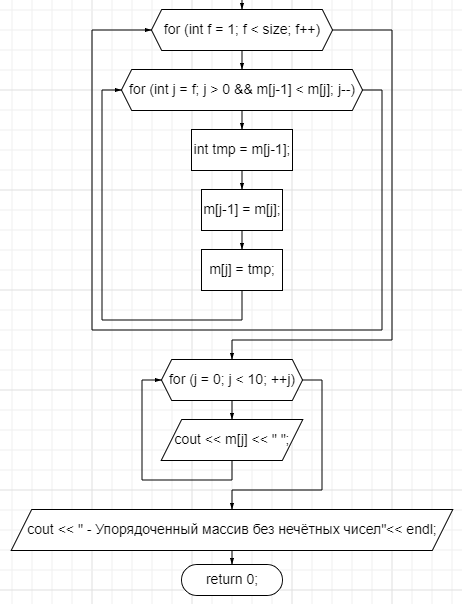 for (int f = 1; f < size; f++)
for (int j = f; j > 0 && m[j-1] < m[j]; j--)
int tmp = m[j-1];
m[j-1] = m[j];
m[j] = tmp;
for (j = 0; j < 10; ++j)
cout << m[j] << " ";
cout << " - Упорядоченный массив без нечётных чисел"<< endl;
return 0;